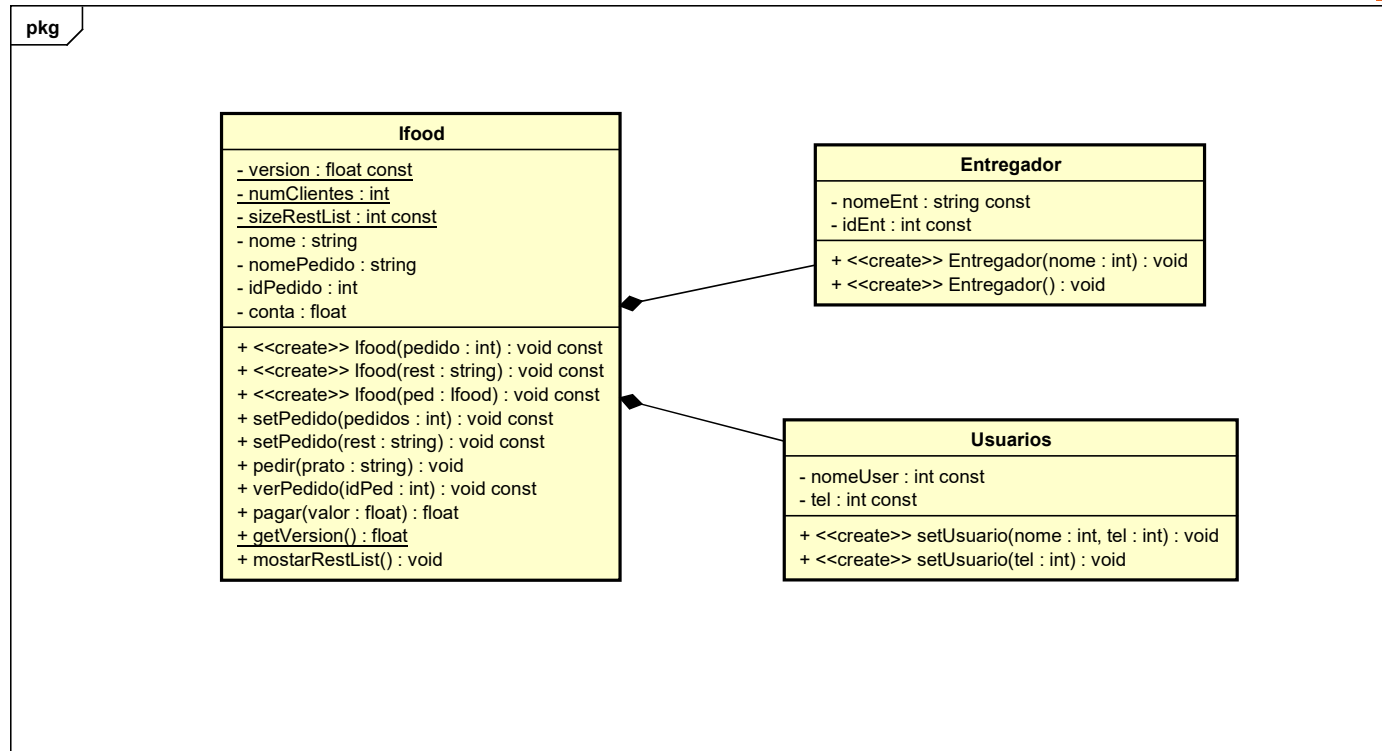 pkg
Ifood
- version : float const
- numClientes : int
- sizeRestList : int const
- nome : string
- nomePedido : string
- idPedido : int
- conta : float
+ <<create>> Ifood(pedido : int) : void const
+ <<create>> Ifood(rest : string) : void const
+ <<create>> Ifood(ped : Ifood) : void const
+ setPedido(pedidos : int) : void const
+ setPedido(rest : string) : void const
+ pedir(prato : string) : void
+ verPedido(idPed : int) : void const
+ pagar(valor : float) : float
+ getVersion() : float
+ mostarRestList() : void
Entregador
- nomeEnt : string const
- idEnt : int const
+ <<create>> Entregador(nome : int) : void
+ <<create>> Entregador() : void
Usuarios
- nomeUser : int const
- tel : int const
+ <<create>> setUsuario(nome : int, tel : int) : void
+ <<create>> setUsuario(tel : int) : void